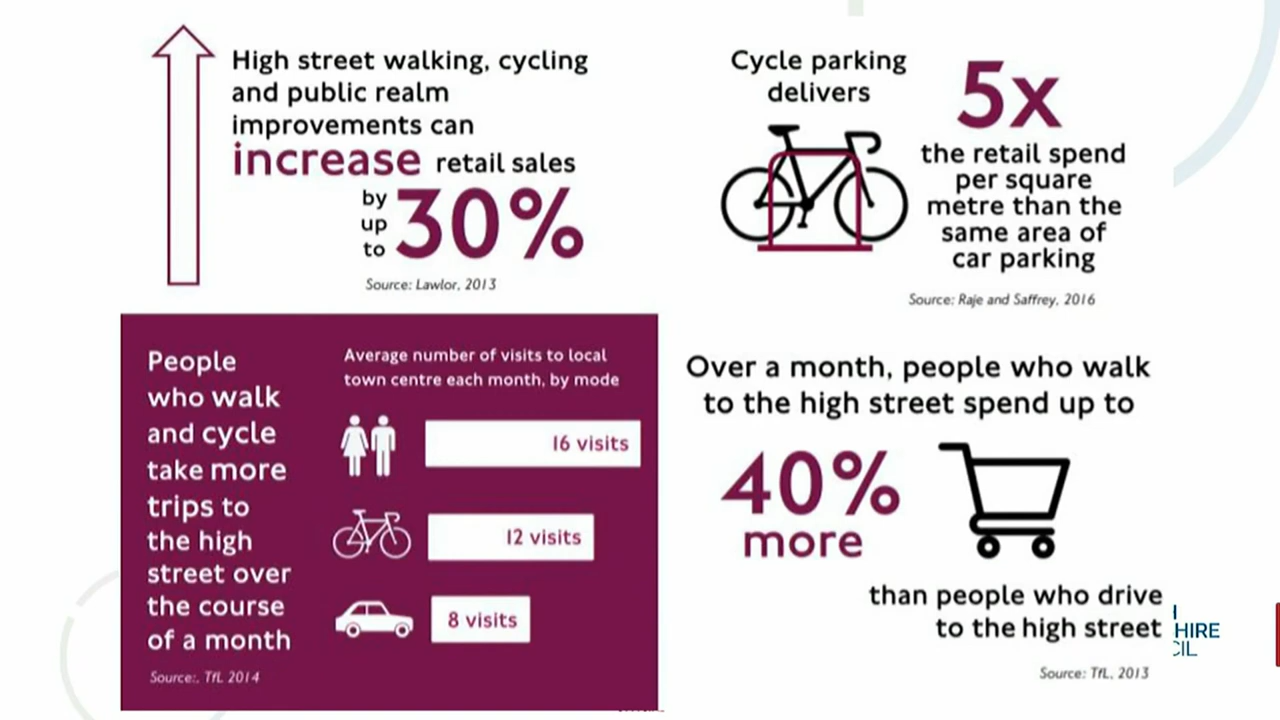 High street walking, cycling
and public realm
improvements can
increase retail sales
by
up
to
30%
Source: Lawlor, 2013
Cycle parking
delivers
5x
the retail spend
per square
metre than the
same area of
car parking
Source: Raje and Saffrey, 2016
People
who walk
and cycle
take more
trips to
the high
street over
the course
of a month
Source:, TfL 2014
Average number of visits to local
town centre each month, by mode
16 visits
12 visits
8 visits
Over a month, people who walk
to the high street spend up to
40%
more
than people who drive
to the high street
Source: TfL, 2013
HIRE
CIL